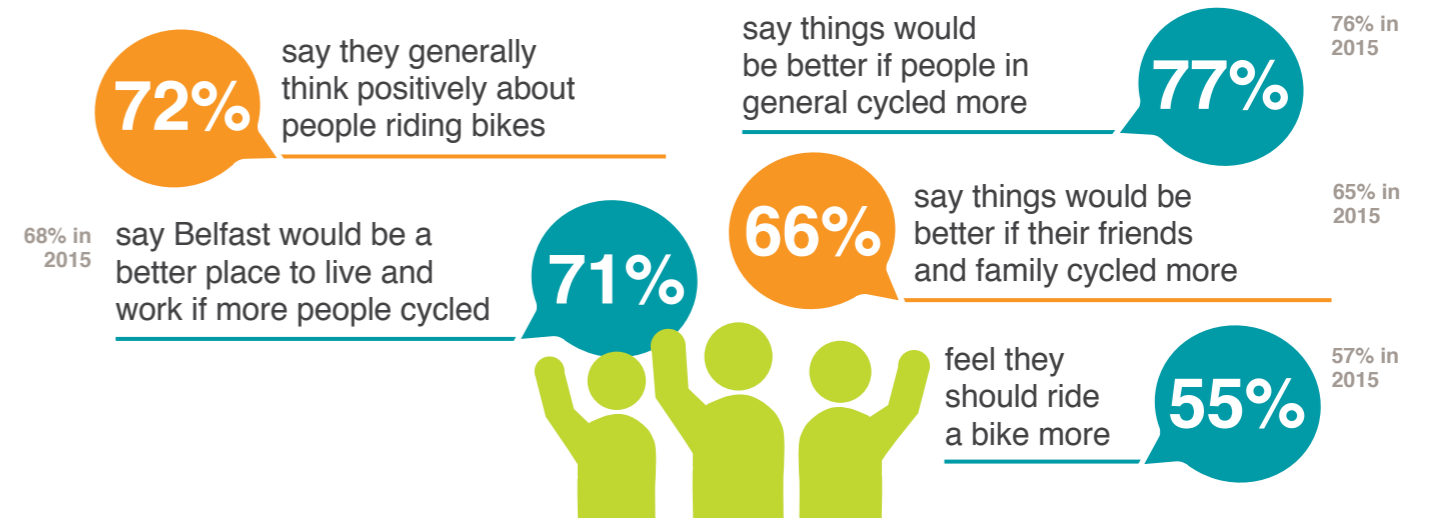 72%
say they generally
think positively about
people riding bikes
68% in
2015
say Belfast would be a
better place to live and
work if more people cycled
71%
say things would
be better if people in
general cycled more
77%
76% in
2015
66%
say things would be
better if their friends
and family cycled more
65% in
2015
feel they
should ride
a bike more
55%
57% in
2015